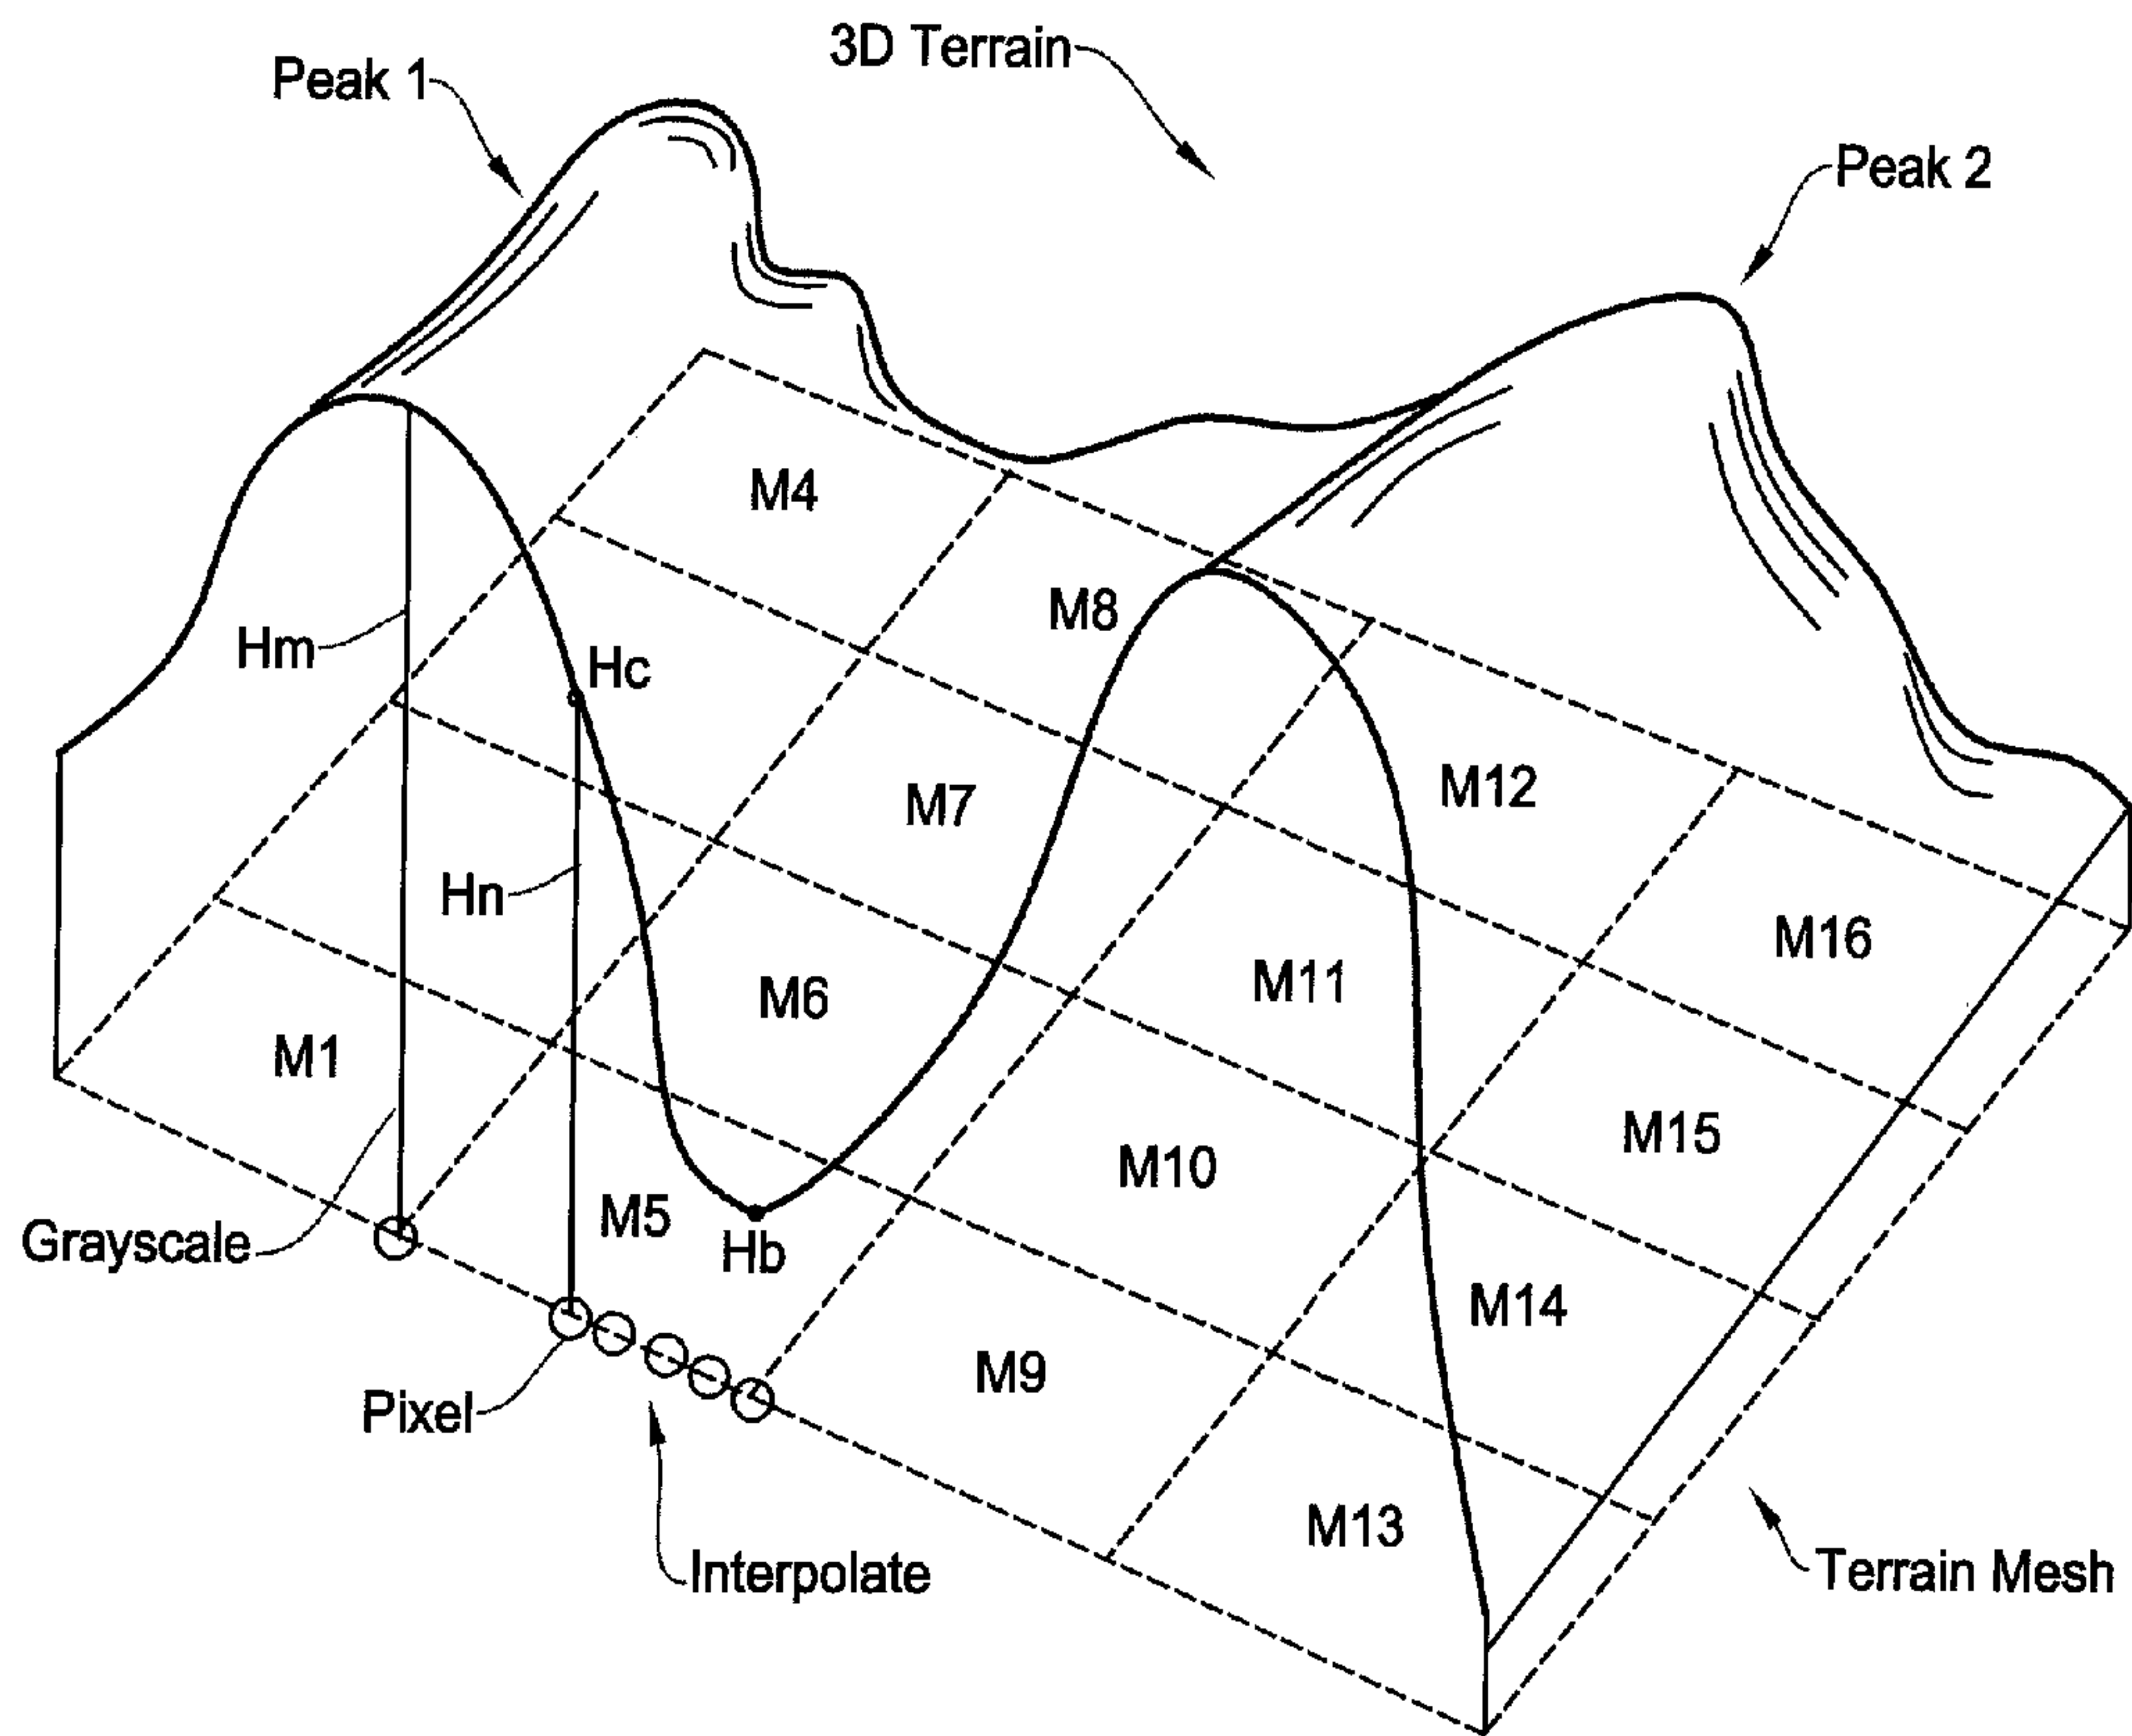 3D Terrain
Peak 1
Peak 2
M4
M8
Hm
Hc
M12
M7
Hn
M16
M11
M6
M1
M15
M10
M5
Grayscale
Hb
M14
M9
Pixel
M13
Interpolate
Terrain Mesh